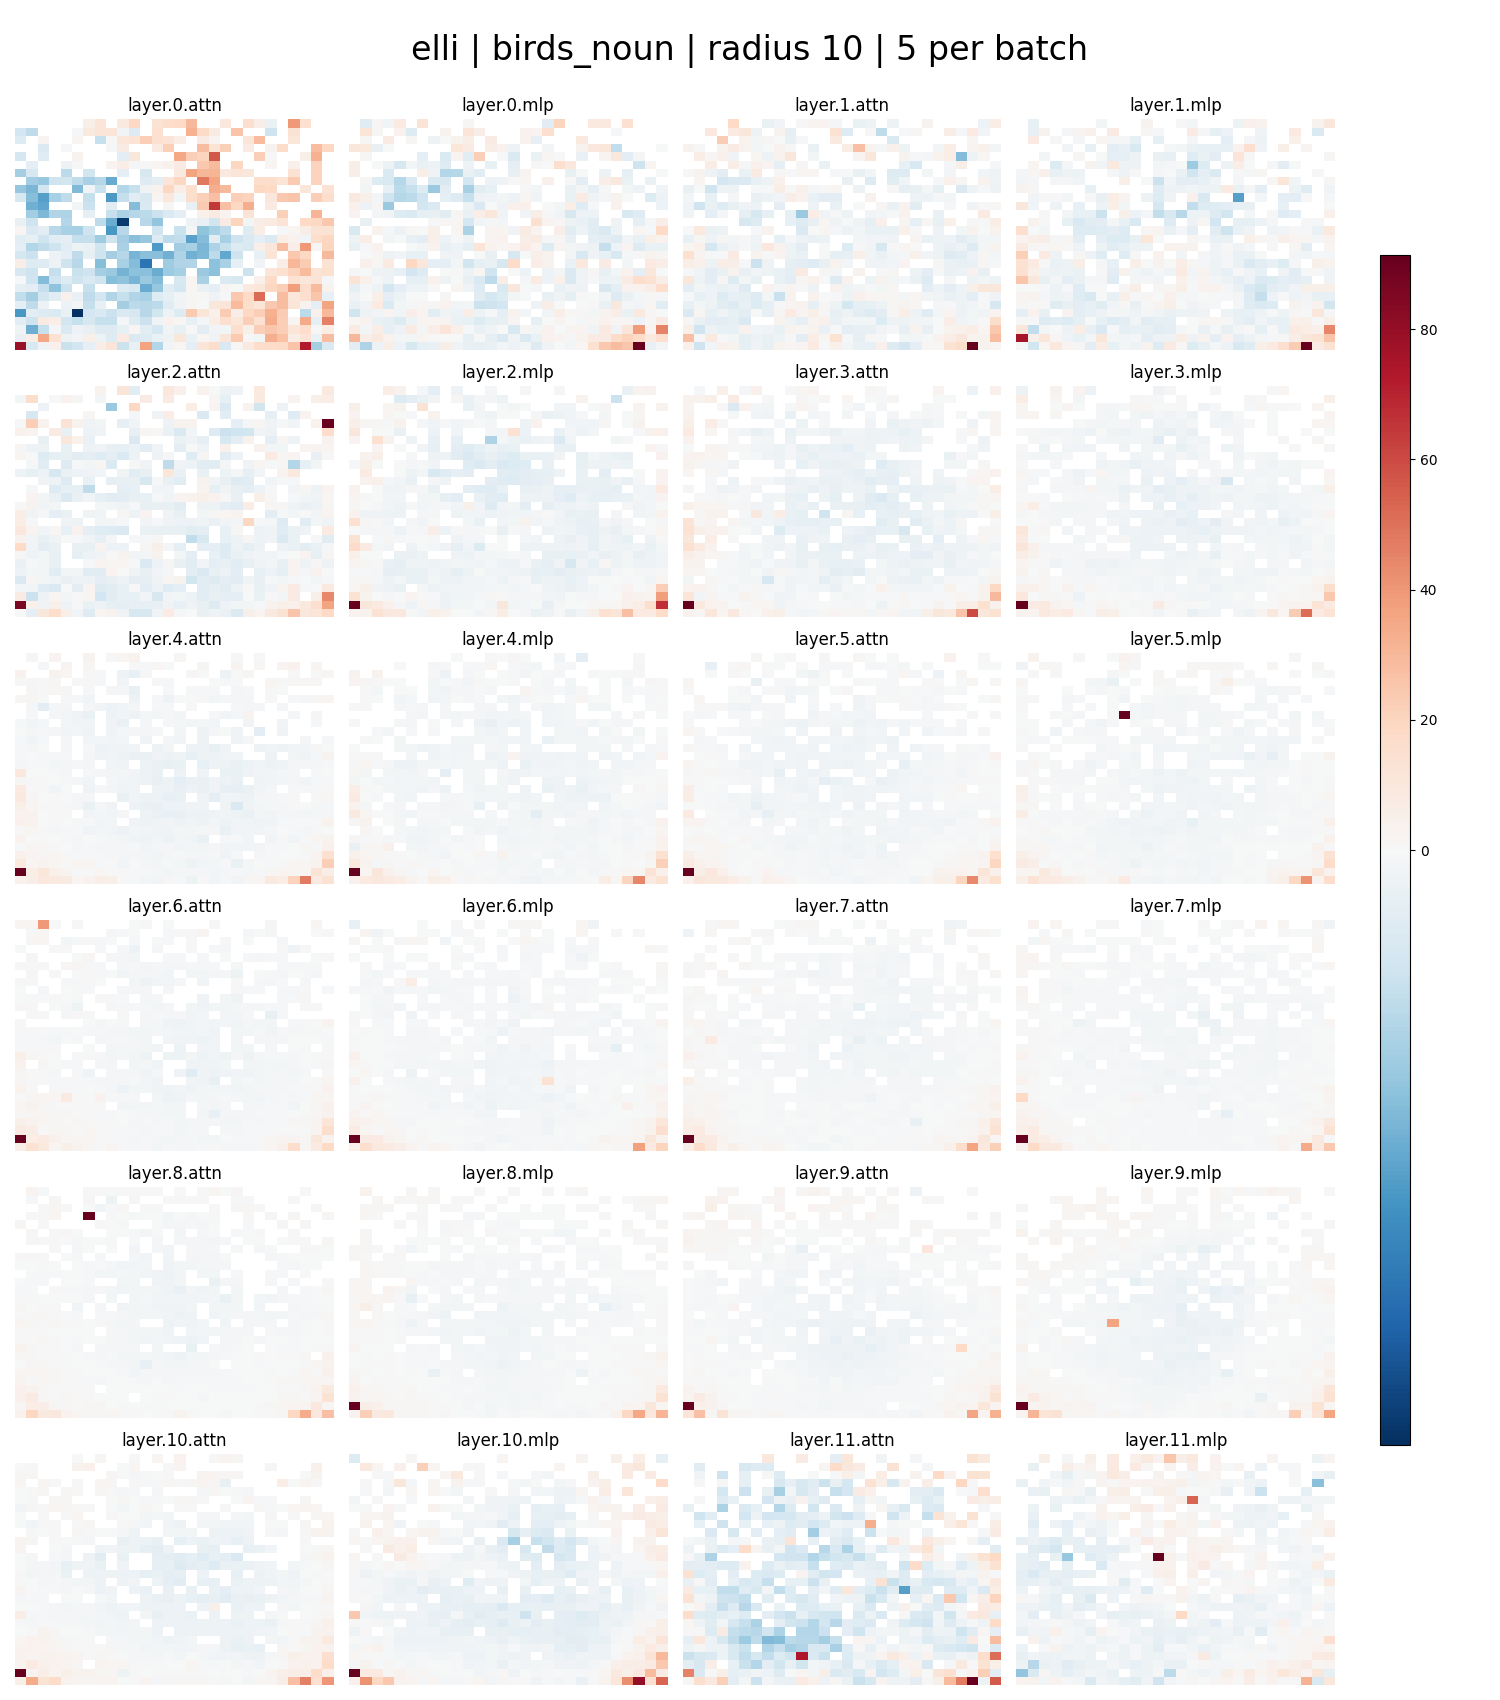 elli | birds_noun | radius 10 | 5 per batch
layer.0.attn layer.0.mlp layer.1.attn layer.1.mlp
layer.2.attn layer.2.mlp layer.3.attn layer.3.mlp
layer.4.attn layer.4.mlp layer.5.attn layer.5.mlp
layer.6.attn layer.6.mlp layer.7.attn layer.7.mlp
layer.8.attn layer.8.mlp layer.9.attn layer.9.mlp
layer.10.attn layer.10.mlp layer.11.attn layer.11.mlp
80
60
40
20
0